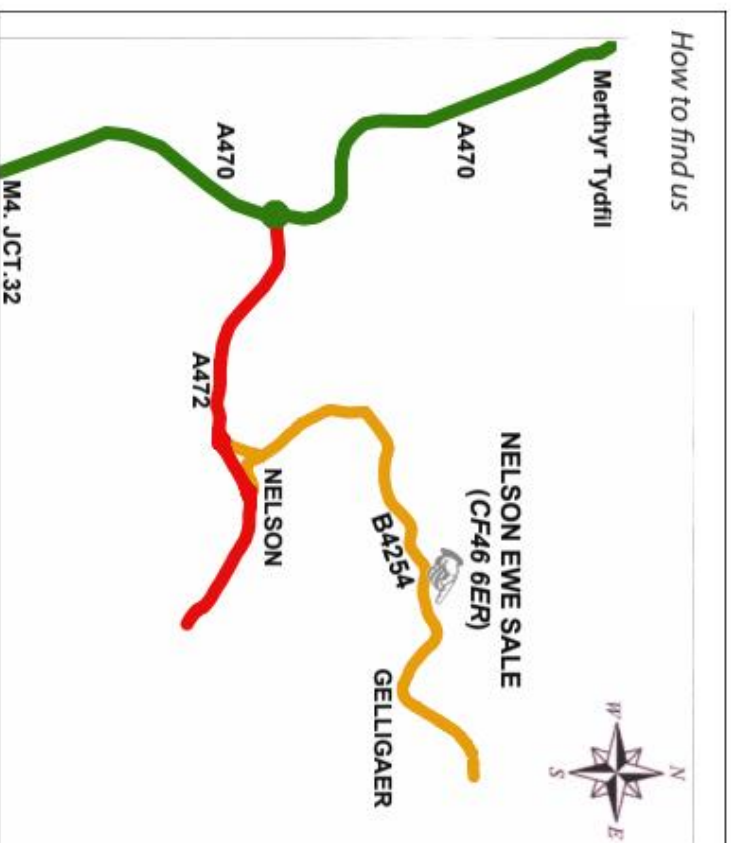 How to find us
Merthyr Tydfil
A470
A470
M4. JCT.32
A472
NELSON
B4254
NELSON EWE SALE
(CF46 6ER)
GELLIGAER
N
W
E
S